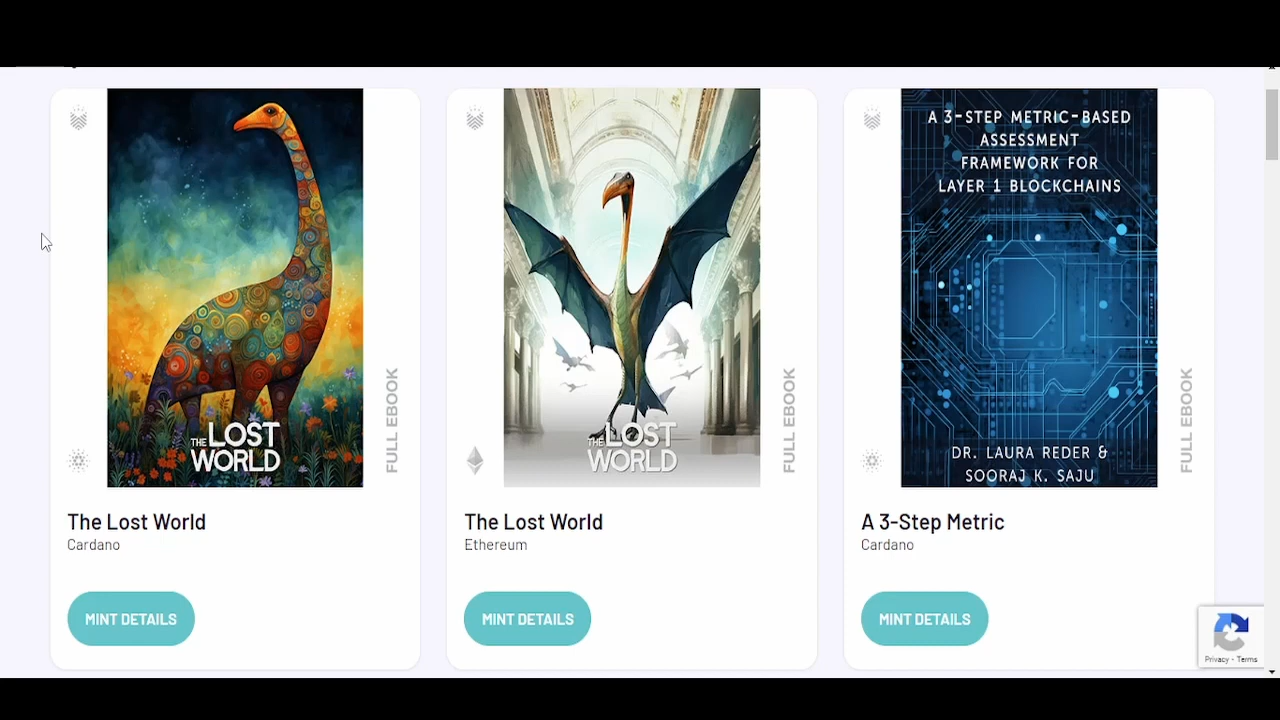 THE LOST
WORLD
FULL EBOOK
The Lost World
Cardano
MINT DETAILS
THE LOST
WORLD
FULL EBOOK
The Lost World
Ethereum
MINT DETAILS
A 3-STEP METRIC-BASED
ASSESSMENT
FRAMEWORK FOR
LAYER 1 BLOCKCHAINS
DR. LAURA REDER &
SOORAJ K. SAJU
FULL EBOOK
A 3-Step Metric
Cardano
MINT DETAILS
Privacy - Terms